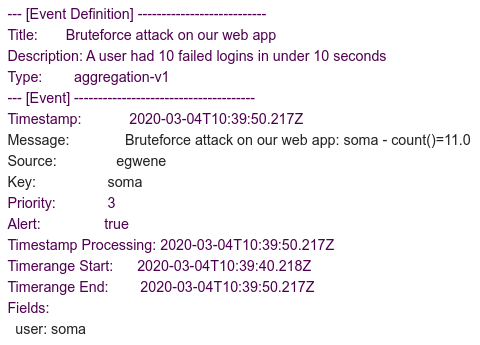 --- [Event Definition] ---------------------------
Title:       Bruteforce attack on our web app
Description: A user had 10 failed logins in under 10 seconds
Type:        aggregation-v1
--- [Event] --------------------------------------
Timestamp:            2020-03-04T10:39:50.217Z
Message:              Bruteforce attack on our web app: soma - count()=11.0
Source:               egwene
Key:                  soma
Priority:             3
Alert:                true
Timestamp Processing: 2020-03-04T10:39:50.217Z
Timerange Start:      2020-03-04T10:39:40.218Z
Timerange End:        2020-03-04T10:39:50.217Z
Fields:
  user: soma